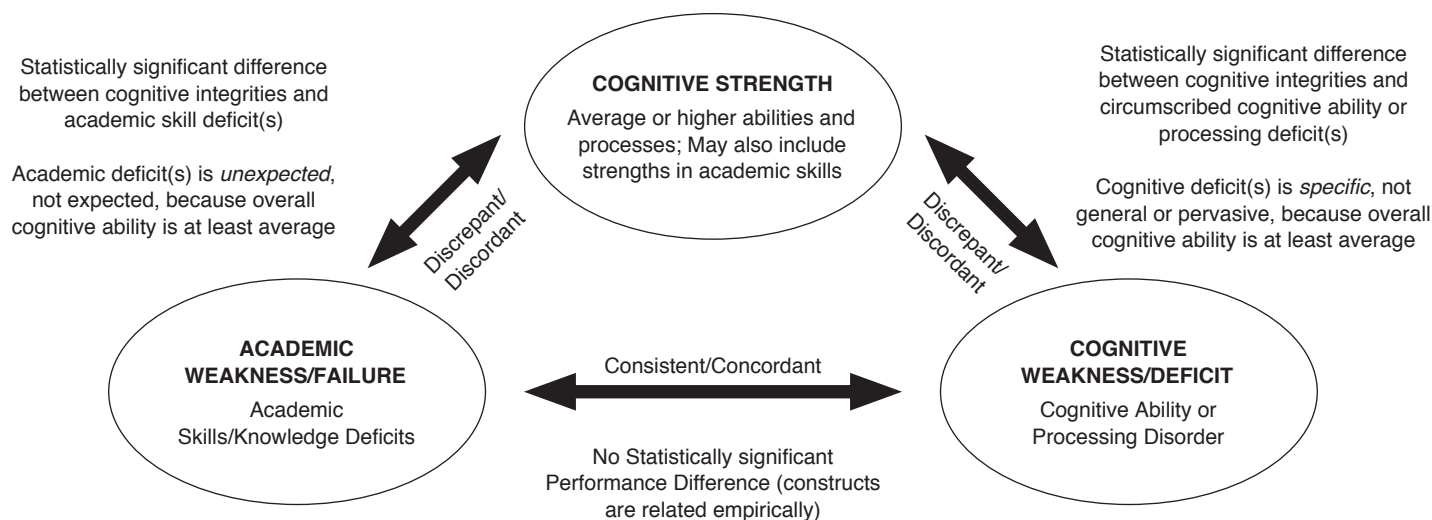 Statistically significant difference
between cognitive integrities and
academic skill deficit(s)
Academic deficit(s) is unexpected,
not expected, because overall
cognitive ability is at least average
COGNITIVE STRENGTH
Average or higher abilities and
processes; May also include
strengths in academic skills
Statistically significant difference
between cognitive integrities and
circumscribed cognitive ability or
processing deficit(s)
Cognitive deficit(s) is specific, not
general or pervasive, because overall
cognitive ability is at least average
Discrepant/
Discordant
Discrepant/
Discordant
ACADEMIC
WEAKNESS/FAILURE
Academic
Skills/Knowledge Deficits
Consistent/Concordant
COGNITIVE
WEAKNESS/DEFICIT
Cognitive Ability or
Processing Disorder
No Statistically significant
Performance Difference (constructs
are related empirically)